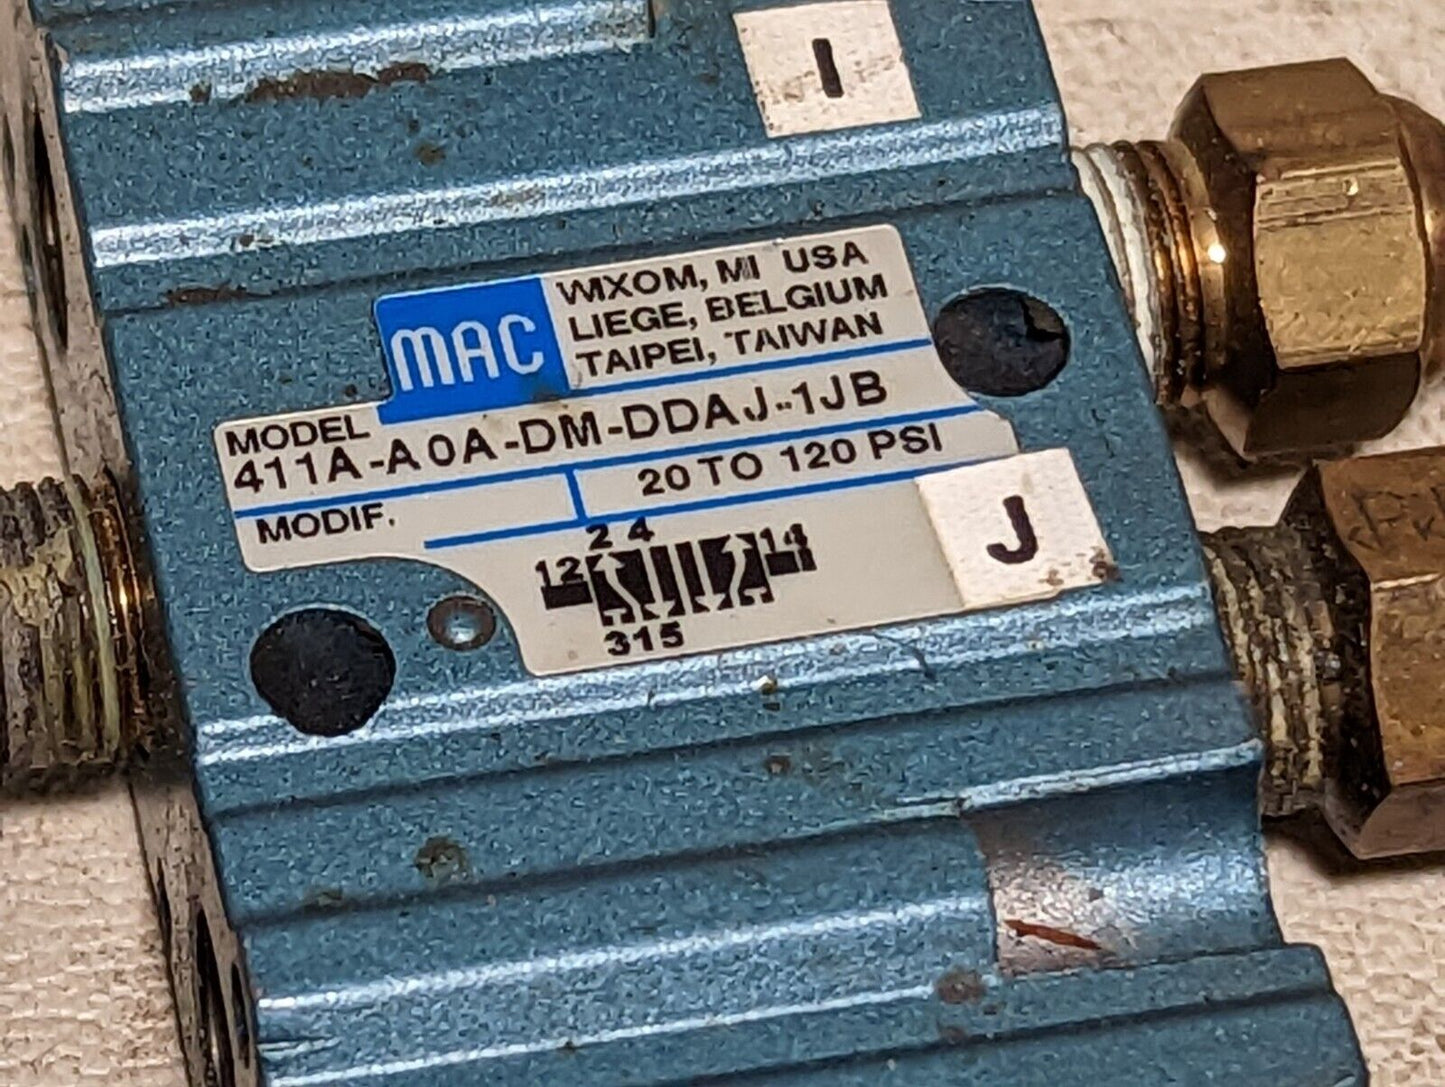 I
MAC
WIXOM, MI USA
LIEGE, BELGIUM
TAIPEI, TAIWAN
MODEL
411A-A0A-DM-DDAJ-1JB
MODIF.
20 TO 120 PSI
2 4
12
14
315
J